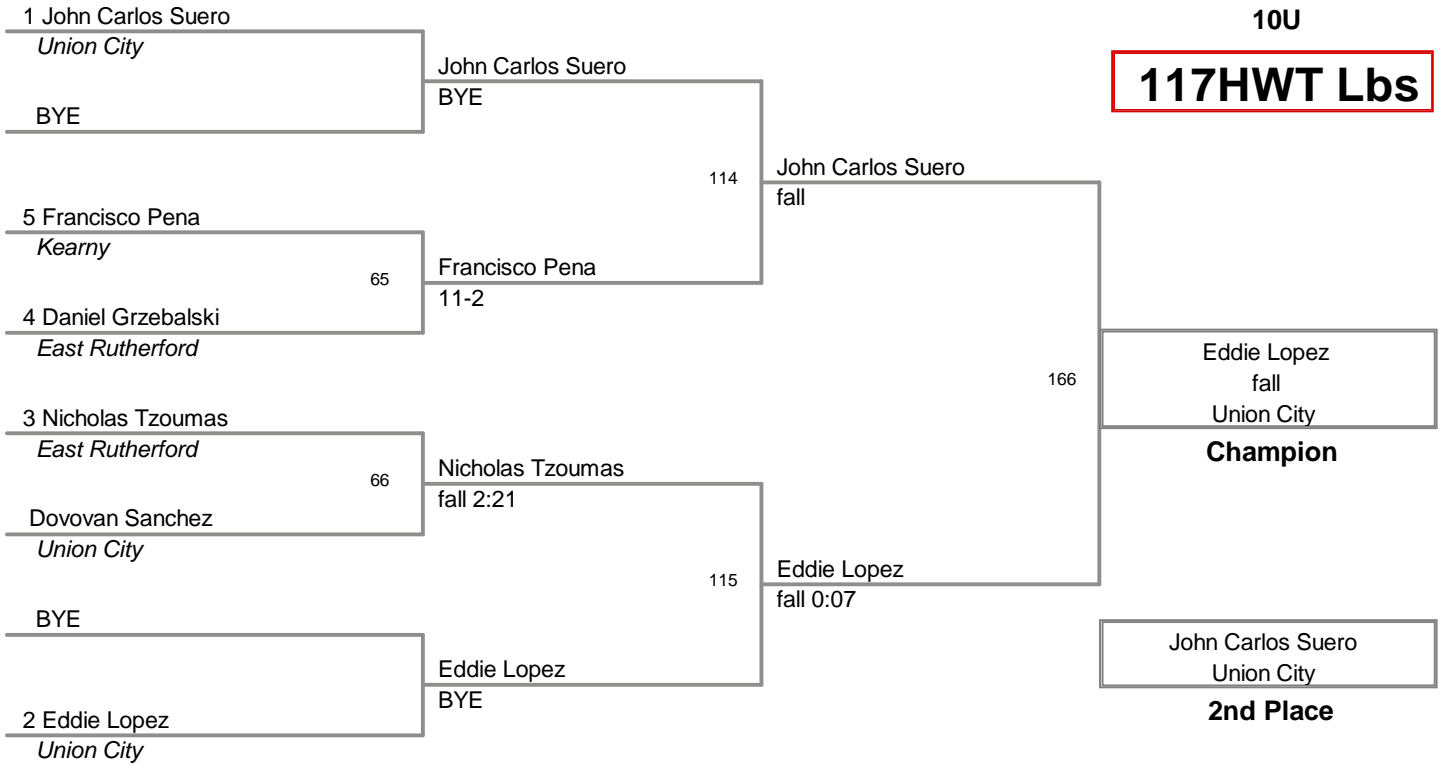 1 John Carlos Suero
Union City
BYE
5 Francisco Pena
Kearny
4 Daniel Grzebalski
East Rutherford
3 Nicholas Tzoumas
East Rutherford
Dovovan Sanchez
Union City
BYE
2 Eddie Lopez
Union City
John Carlos Suero
BYE
65
Francisco Pena
11-2
66
Nicholas Tzoumas
fall 2:21
Eddie Lopez
BYE
114
John Carlos Suero
fall
115
Eddie Lopez
fall 0:07
166
10U
117HWT Lbs
Eddie Lopez
fall
Union City
Champion
John Carlos Suero
Union City
2nd Place